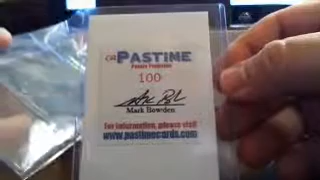 PASTIME
100
Mark Bowden
For information, please visit
www.pastimecards.com